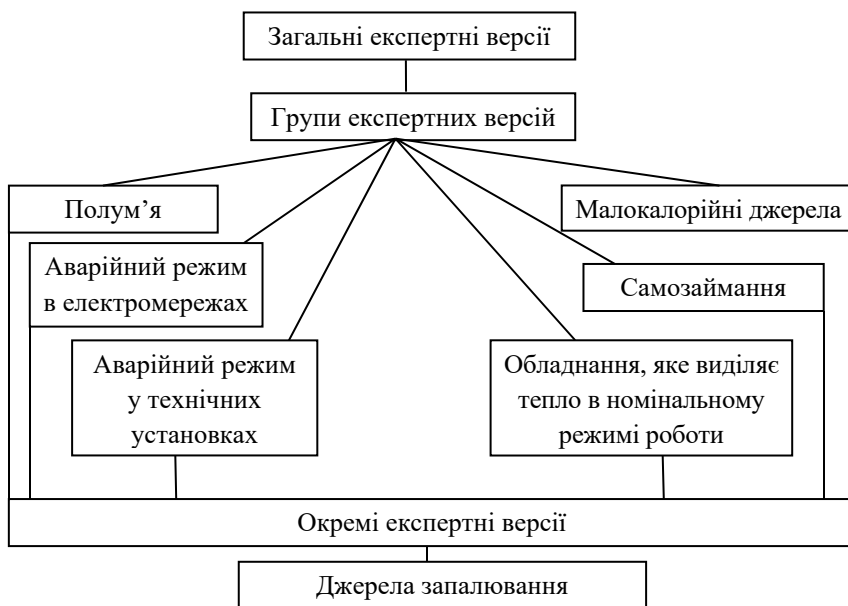 Загальні експертні версії
Групи експертних версій
Полум’я
Малокалорійні джерела
Аварійний режим
в електромережах
Самозаймання
Аварійний режим
у технічних
установках
Обладнання, яке виділяє
тепло в номінальному
режимі роботи
Окремі експертні версії
Джерела запалювання